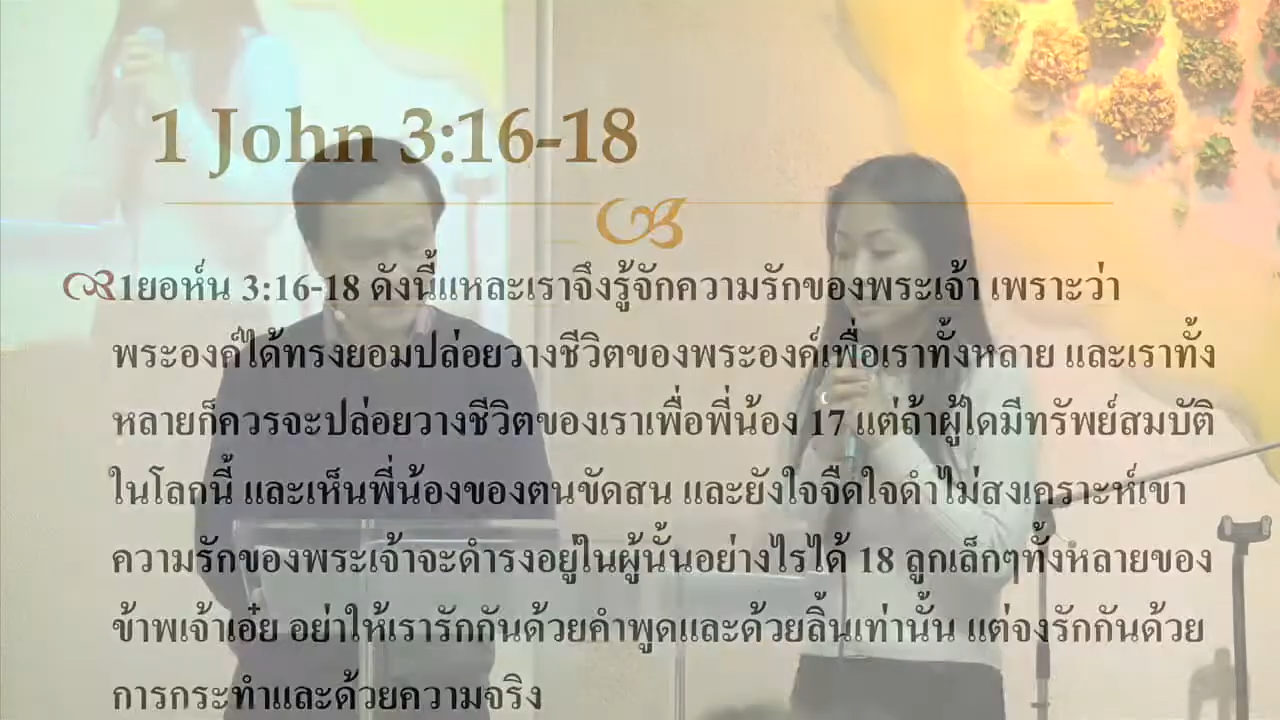 1 John 3:16-18
1ยอห์น 3:16-18 ดังนี้แหละเราจึงรู้จักความรักของพระเจ้า เพราะว่า
พระองค์ได้ทรงยอมปล่อยวางชีวิตของพระองค์เพื่อเราทั้งหลาย และเราทั้ง
หลายก็ควรจะปล่อยวางชีวิตของเราเพื่อพี่น้อง 17 แต่ถ้าผู้ใดมีทรัพย์สมบัติ
ในโลกนี้ และเห็นพี่น้องของตนขัดสน และยังใจจืดใจดำไม่สงเคราะห์เขา
ความรักของพระเจ้าจะดำรงอยู่ในผู้นั้นอย่างไรได้ 18 ลูกเล็กๆทั้งหลายของ
ข้าพเจ้าเอ๋ย อย่าให้เรารักกันด้วยคำพูดและด้วยลิ้นเท่านั้น แต่จงรักกันด้วย
การกระทำและด้วยความจริง